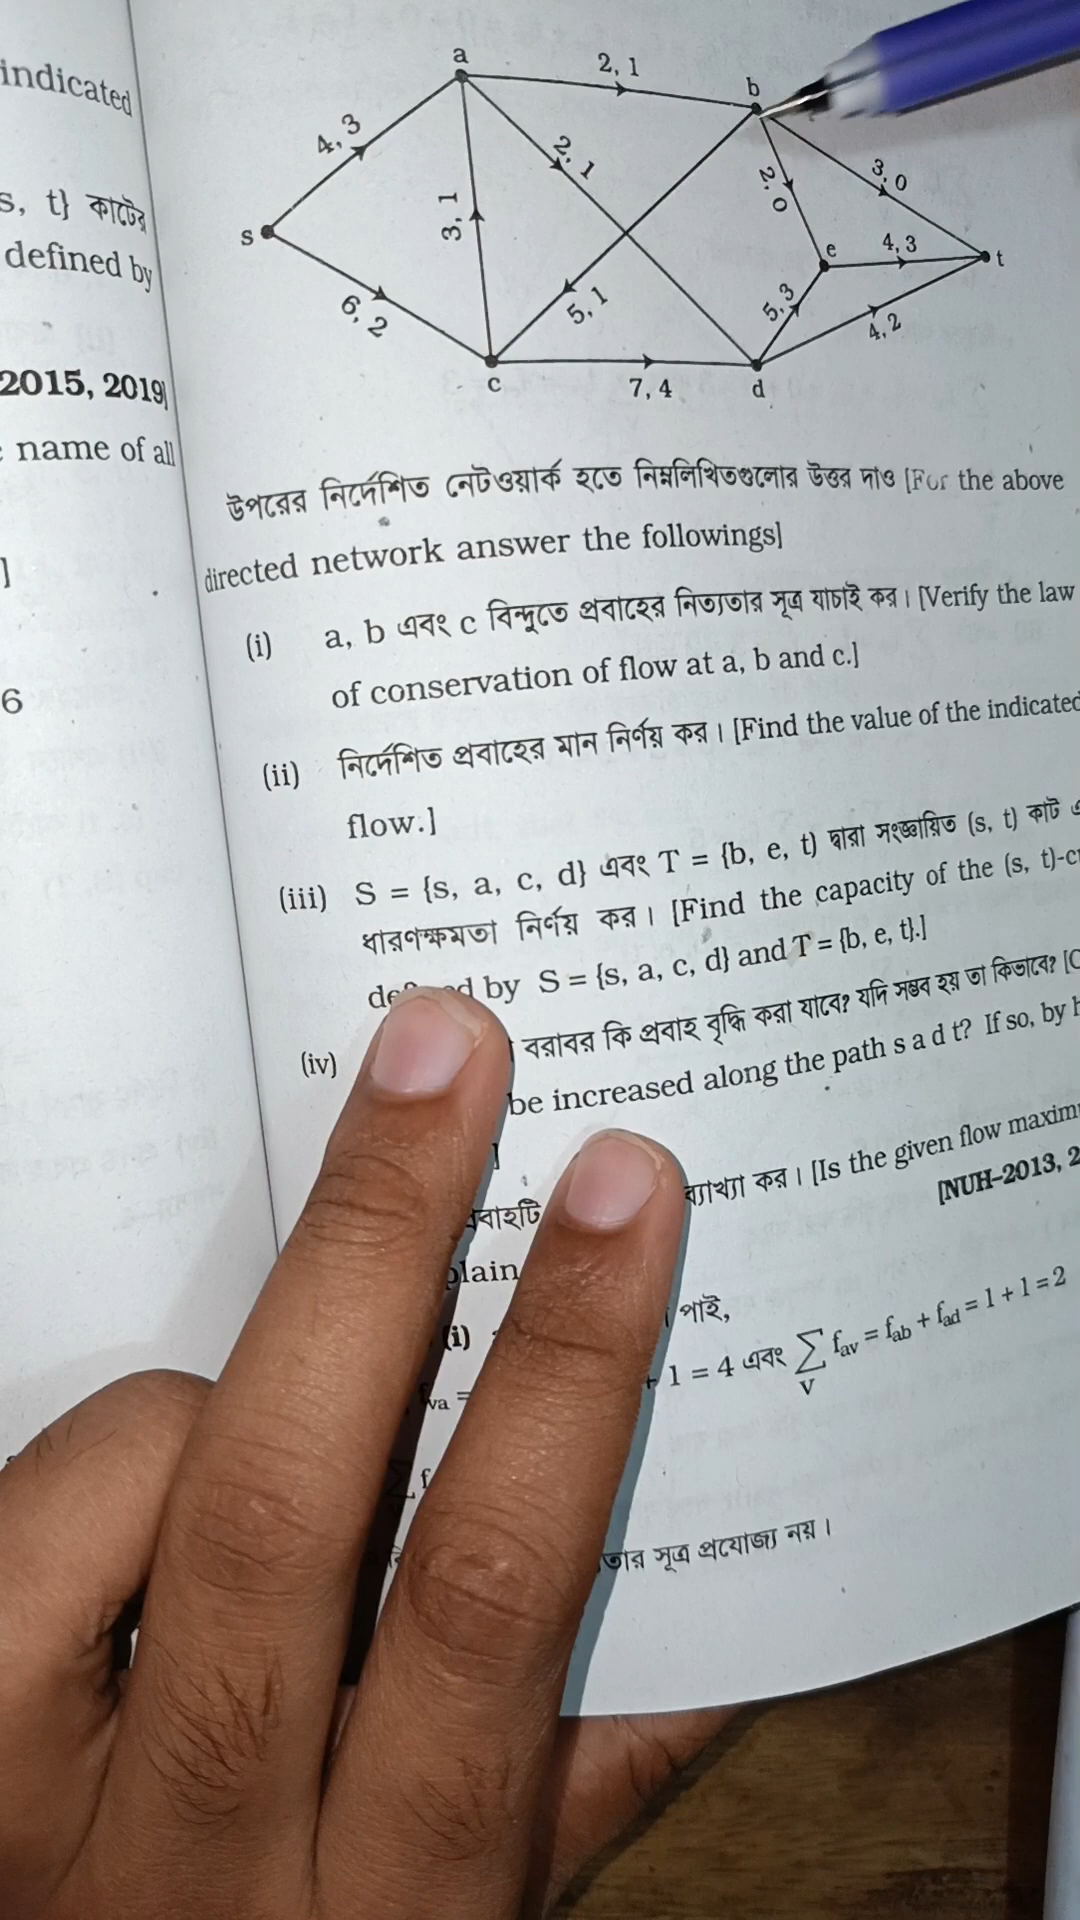 indicated
s, t} কাটের
defined by
2015, 2019]
name of all
]
6
a
2, 1
b
4, 3
2, 1
3, 0
2, 0
3, 1
s
e
4, 3
t
6, 2
5, 1
5, 3
4, 2
c
7, 4
d
উপরের নির্দেশিত নেটওয়ার্ক হতে নিম্নলিখিতগুলোর উত্তর দাও [For the above
directed network answer the followings]
(i) a, b এবং c বিন্দুতে প্রবাহের নিত্যতার সূত্র যাচাই কর। [Verify the law
of conservation of flow at a, b and c.]
(ii) নির্দেশিত প্রবাহের মান নির্ণয় কর। [Find the value of the indicated
flow.]
(iii) S = {s, a, c, d} এবং T = {b, e, t} দ্বারা সংজ্ঞায়িত (s, t) কাট
ধারণক্ষমতা নির্ণয় কর। [Find the capacity of the (s, t)-
by S = {s, a, c, d} and T = {b, e, t}.]
(iv) বরাবর কি প্রবাহ বৃদ্ধি করা যাবে? যদি সম্ভব হয় তা কিভাবে?
be increased along the path s a d t? If so, by
]
ব্যাখ্যা কর। [Is the given flow
[NUH-2013,
plain
(i) পাই,
va = + 1 = 4 এবং ∑ fav = fab + fad = 1 + 1 = 2
V
∑ f
সূত্র প্রযোজ্য নয়।